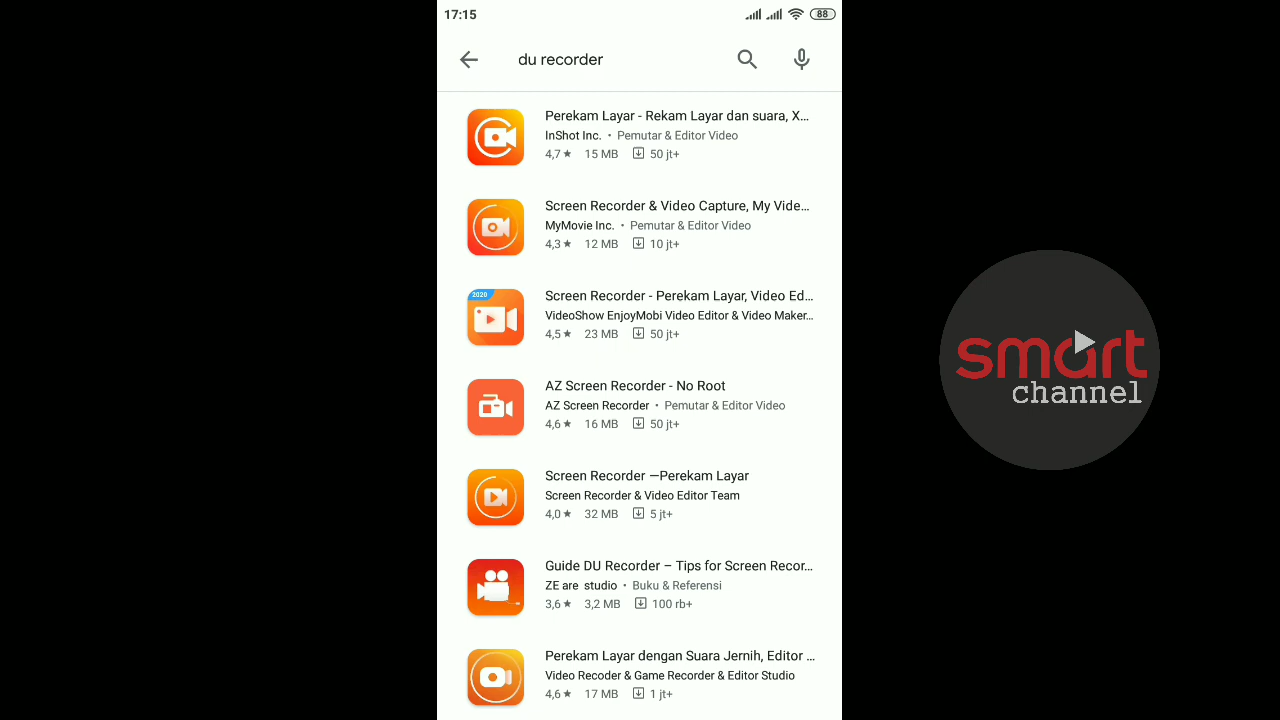 17:15
88
du recorder
Perekam Layar - Rekam Layar dan suara, X...
InShot Inc. • Pemutar & Editor Video
4,7★ 15 MB 50 jt+
Screen Recorder & Video Capture, My Vide...
MyMovie Inc. • Pemutar & Editor Video
4,3★ 12 MB 10 jt+
2020
Screen Recorder - Perekam Layar, Video Ed...
VideoShow EnjoyMobi Video Editor & Video Maker...
4,5★ 23 MB 50 jt+
AZ Screen Recorder - No Root
AZ Screen Recorder • Pemutar & Editor Video
4,6★ 16 MB 50 jt+
Screen Recorder —Perekam Layar
Screen Recorder & Video Editor Team
4,0★ 32 MB 5 jt+
Guide DU Recorder – Tips for Screen Recor...
ZE are studio • Buku & Referensi
3,6★ 3,2 MB 100 rb+
Perekam Layar dengan Suara Jernih, Editor ...
Video Recoder & Game Recorder & Editor Studio
4,6★ 17 MB 1 jt+
smart
channel